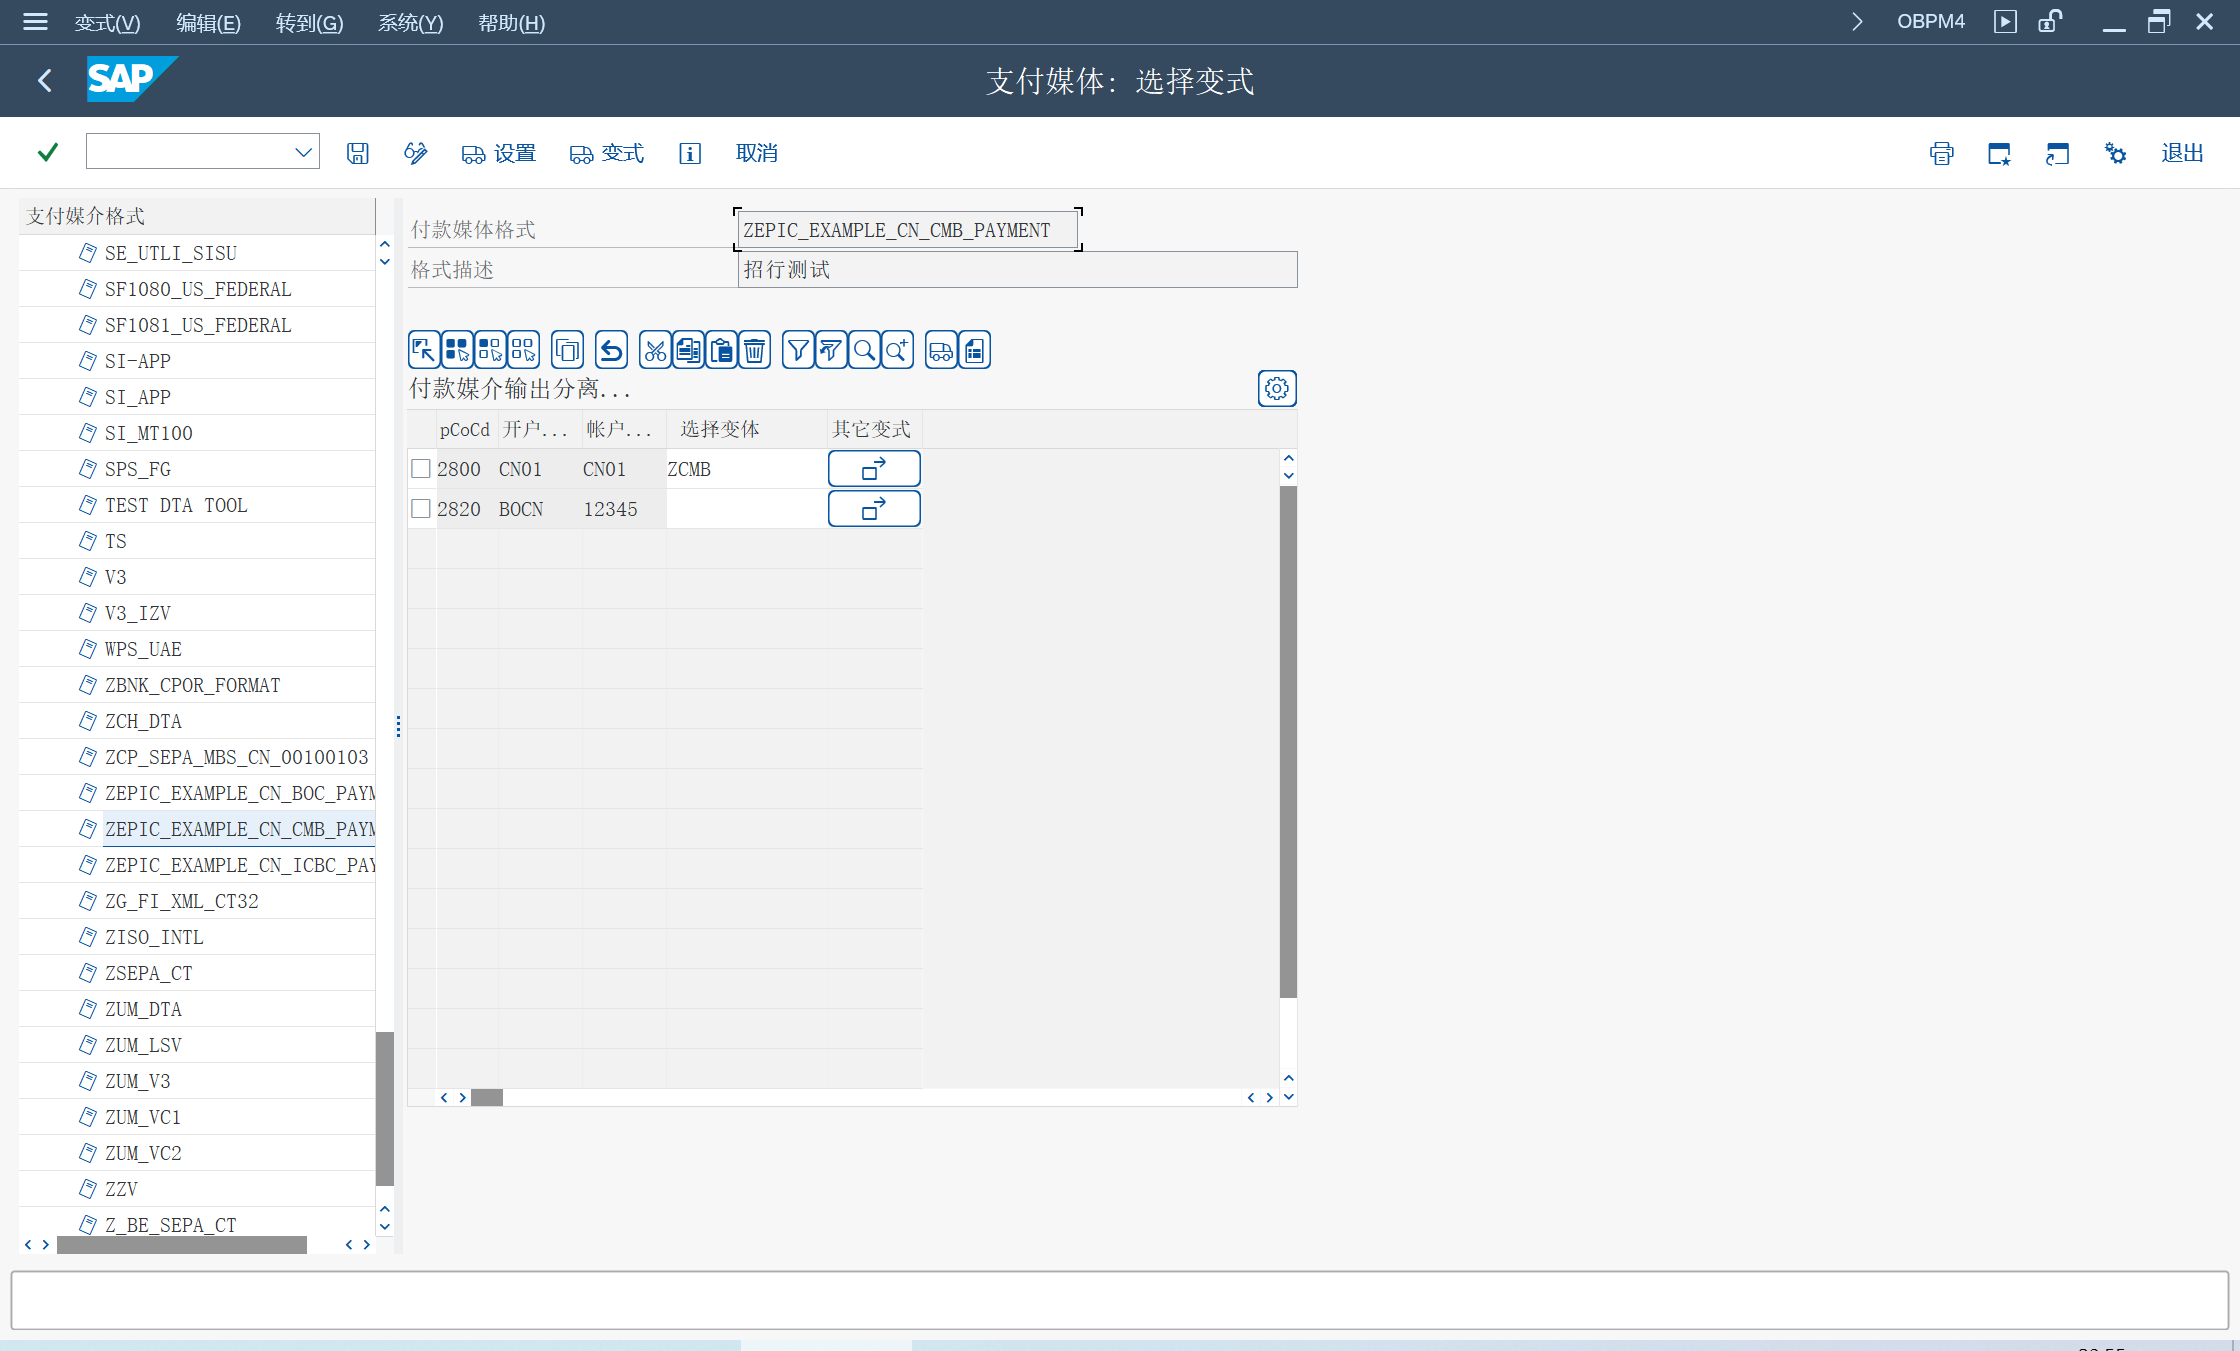 变式(V) 编辑(E) 转到(G) 系统(Y) 帮助(H) OBPM4
SAP 支付媒体: 选择变式
设置 变式 取消 退出
支付媒介格式
SE_UTLI_SISU
SF1080_US_FEDERAL
SF1081_US_FEDERAL
SI-APP
SI_APP
SI_MT100
SPS_FG
TEST DTA TOOL
TS
V3
V3_IZV
WPS_UAE
ZBNK_CPOR_FORMAT
ZCH_DTA
ZCP_SEPA_MBS_CN_00100103
ZEPIC_EXAMPLE_CN_BOC_PAYM
ZEPIC_EXAMPLE_CN_CMB_PAYM
ZEPIC_EXAMPLE_CN_ICBC_PAY
ZG_FI_XML_CT32
ZISO_INTL
ZSEPA_CT
ZUM_DTA
ZUM_LSV
ZUM_V3
ZUM_VC1
ZUM_VC2
ZZV
Z_BE_SEPA_CT
付款媒体格式 ZEPIC_EXAMPLE_CN_CMB_PAYMENT
格式描述 招行测试
付款媒介输出分离...
pCoCd 开户... 帐户... 选择变体 其它变式
2800 CN01 CN01 ZCMB
2820 BOCN 12345